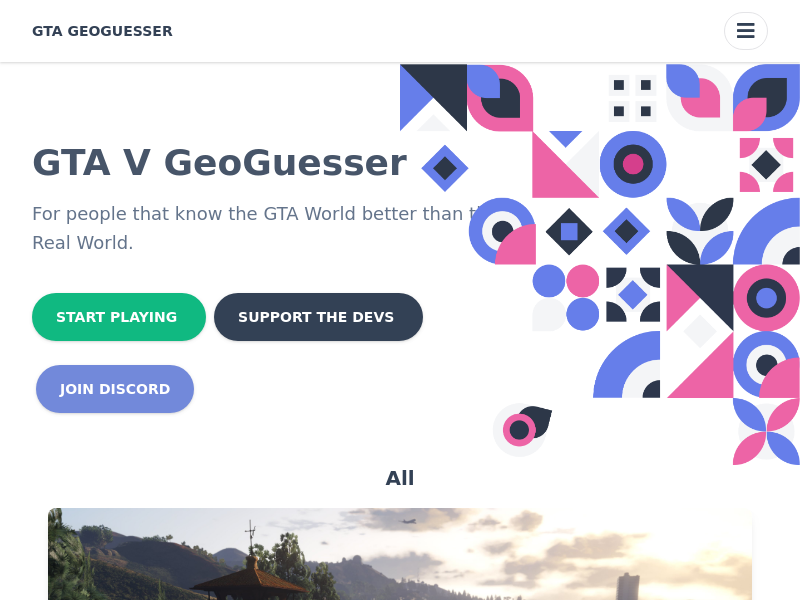 GTA GEOGUESSER
GTA V GeoGuesser
For people that know the GTA World better than
Real World.
START PLAYING
SUPPORT THE DEVS
JOIN DISCORD
All